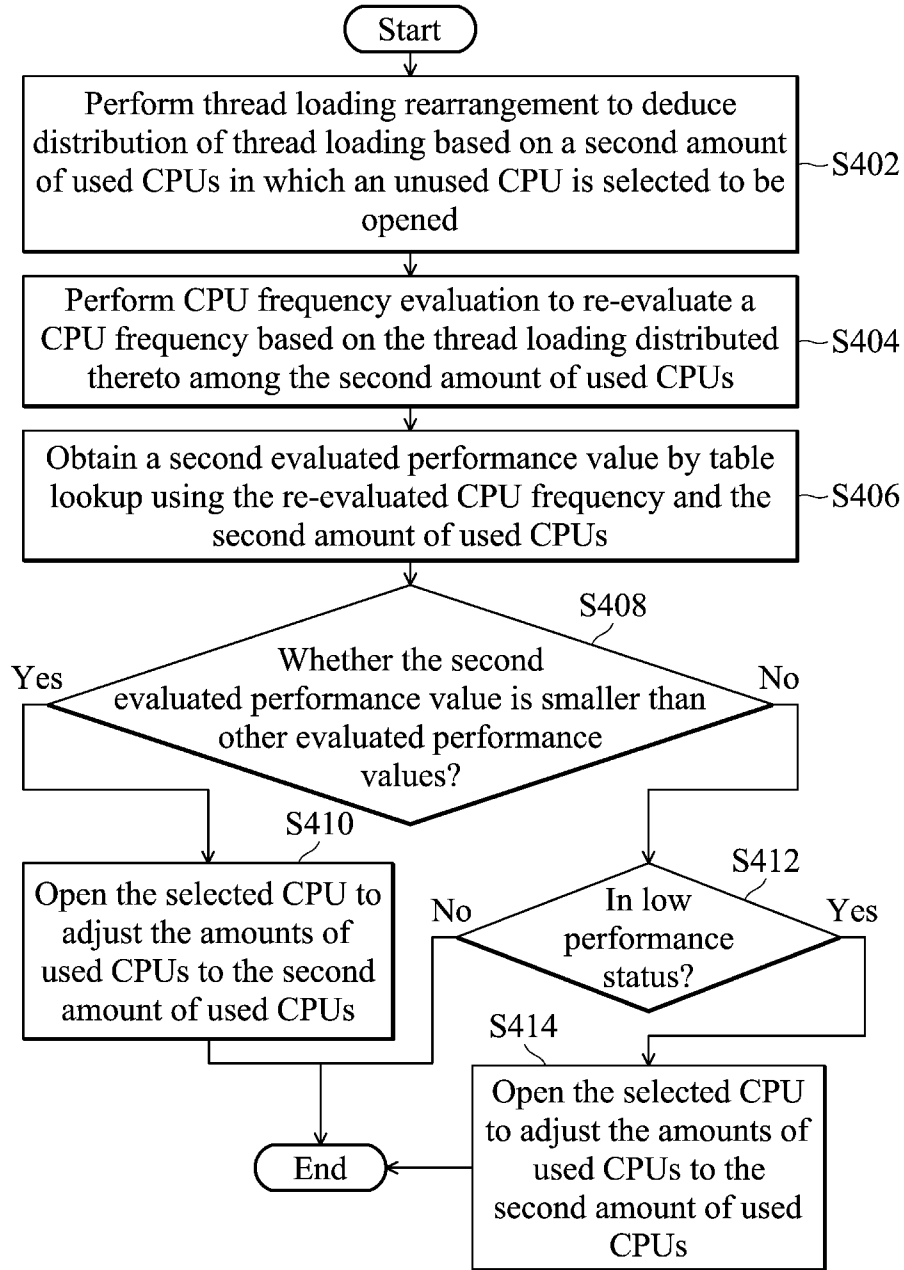 Start
Perform thread loading rearrangement to deduce
distribution of thread loading based on a second amount
of used CPUs in which an unused CPU is selected to be
opened
S402
Perform CPU frequency evaluation to re-evaluate a
CPU frequency based on the thread loading distributed
thereto among the second amount of used CPUs
S404
Obtain a second evaluated performance value by table
lookup using the re-evaluated CPU frequency and the
second amount of used CPUs
S406
S408
Yes
Whether the second
evaluated performance value is smaller than
other evaluated performance
values?
No
S410
Open the selected CPU to
adjust the amounts of
used CPUs to the second
amount of used CPUs
S412
No
In low
performance
status?
Yes
S414
Open the selected CPU
to adjust the amounts of
used CPUs to the
second amount of used
CPUs
End